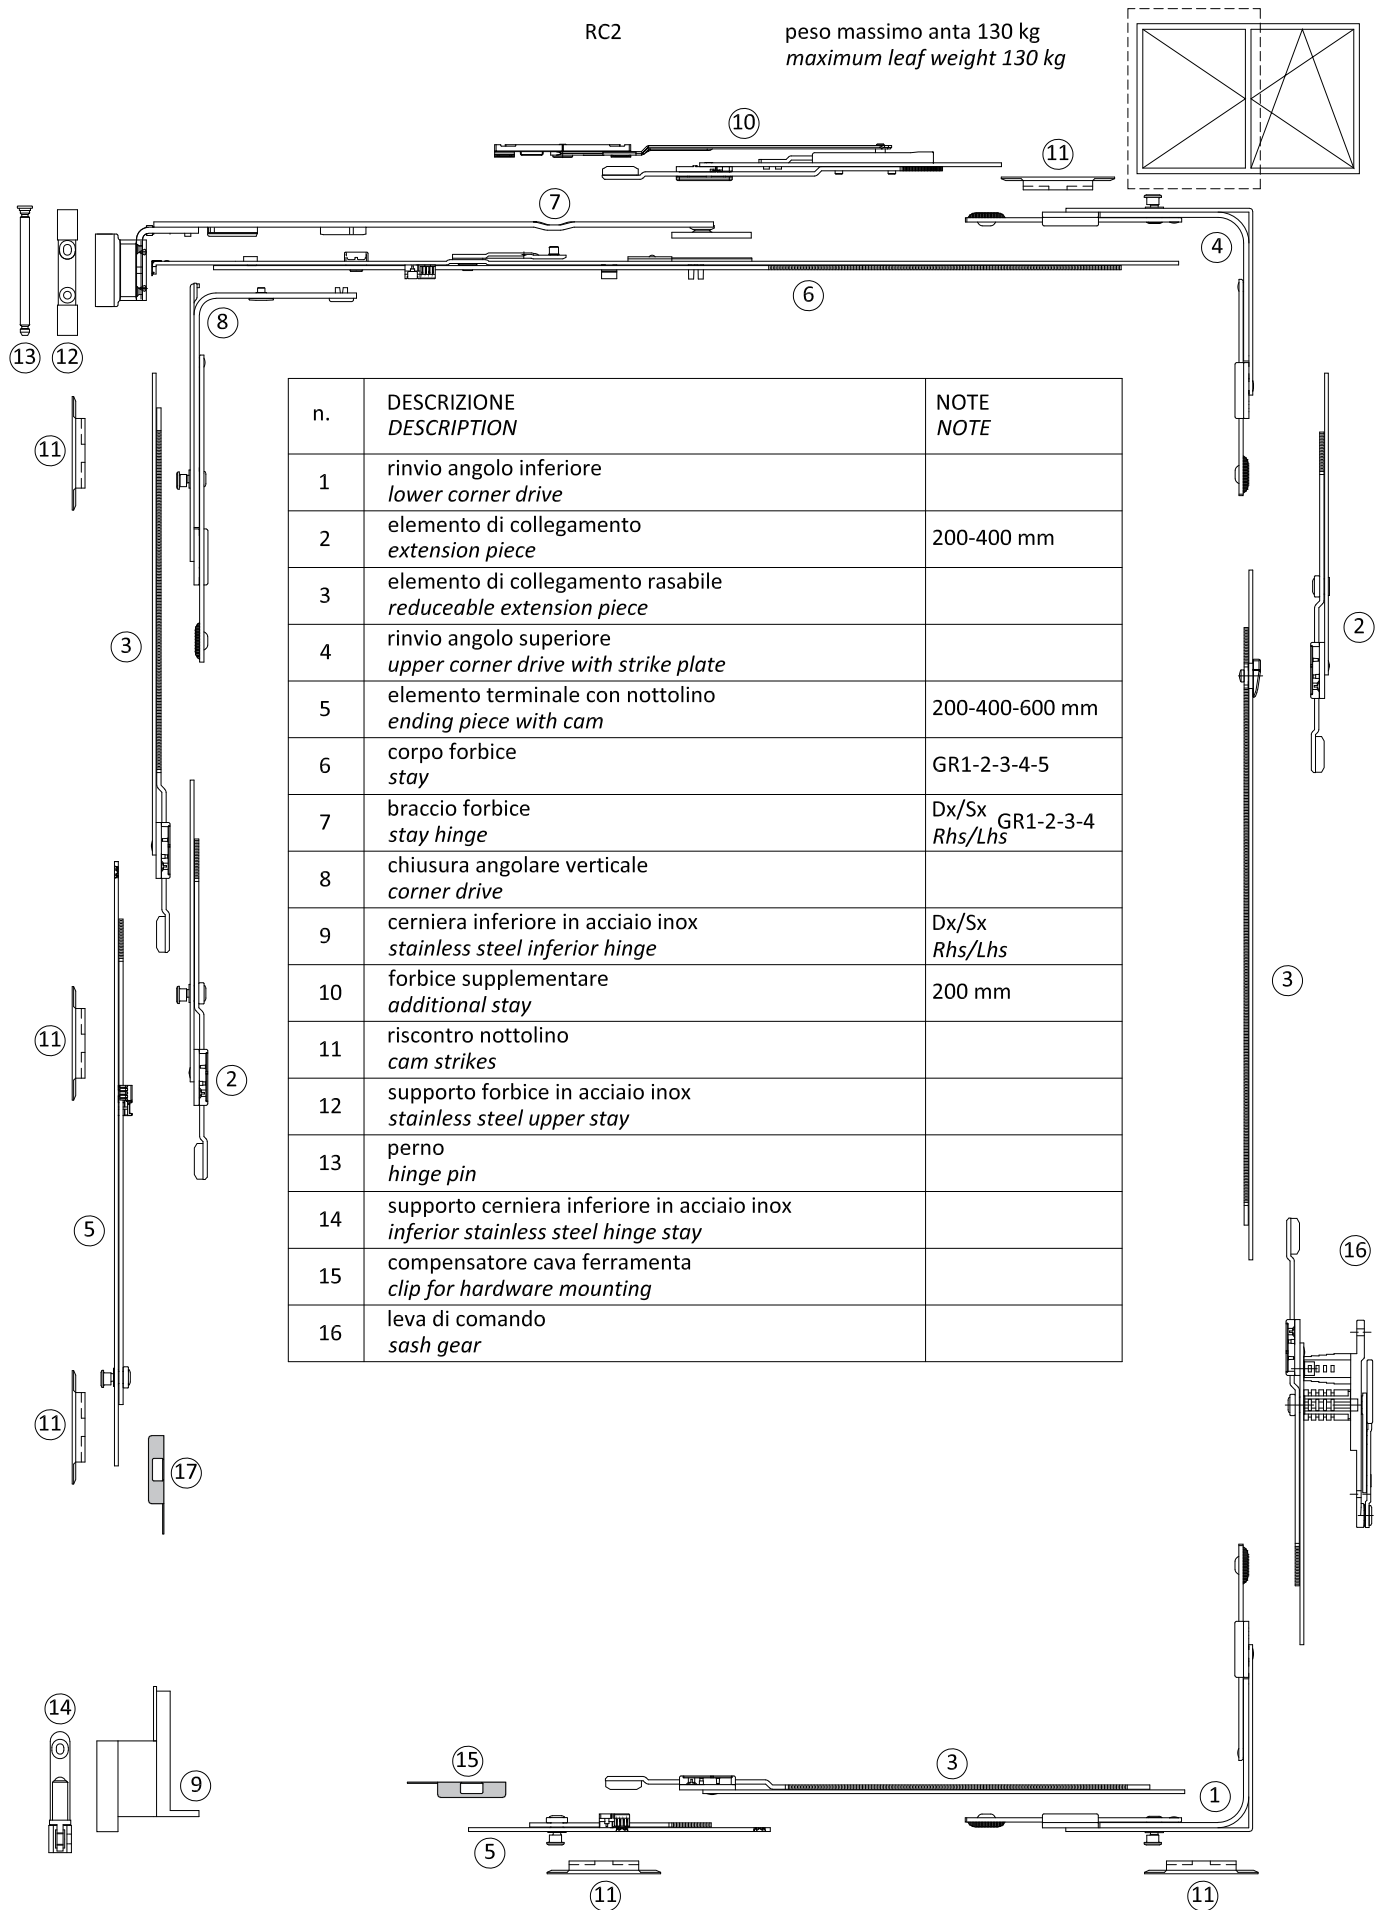 RC2
peso massimo anta 130 kg
maximum leaf weight 130 kg
10
11
7
4
6
8
13
12
11
n.
DESCRIZIONE
DESCRIPTION
NOTE
NOTE
1
rinvio angolo inferiore
lower corner drive
2
elemento di collegamento
extension piece
200-400 mm
3
elemento di collegamento rasabile
reduceable extension piece
4
rinvio angolo superiore
upper corner drive with strike plate
5
elemento terminale con nottolino
ending piece with cam
200-400-600 mm
6
corpo forbice
stay
GR1-2-3-4-5
7
braccio forbice
stay hinge
Dx/Sx
Rhs/Lhs
GR1-2-3-4
8
chiusura angolare verticale
corner drive
9
cerniera inferiore in acciaio inox
stainless steel inferior hinge
Dx/Sx
Rhs/Lhs
10
forbice supplementare
additional stay
200 mm
11
riscontro nottolino
cam strikes
12
supporto forbice in acciaio inox
stainless steel upper stay
13
perno
hinge pin
14
supporto cerniera inferiore in acciaio inox
inferior stainless steel hinge stay
15
compensatore cava ferramenta
clip for hardware mounting
16
leva di comando
sash gear
3
2
3
11
2
5
16
11
17
14
9
15
3
1
5
11
11